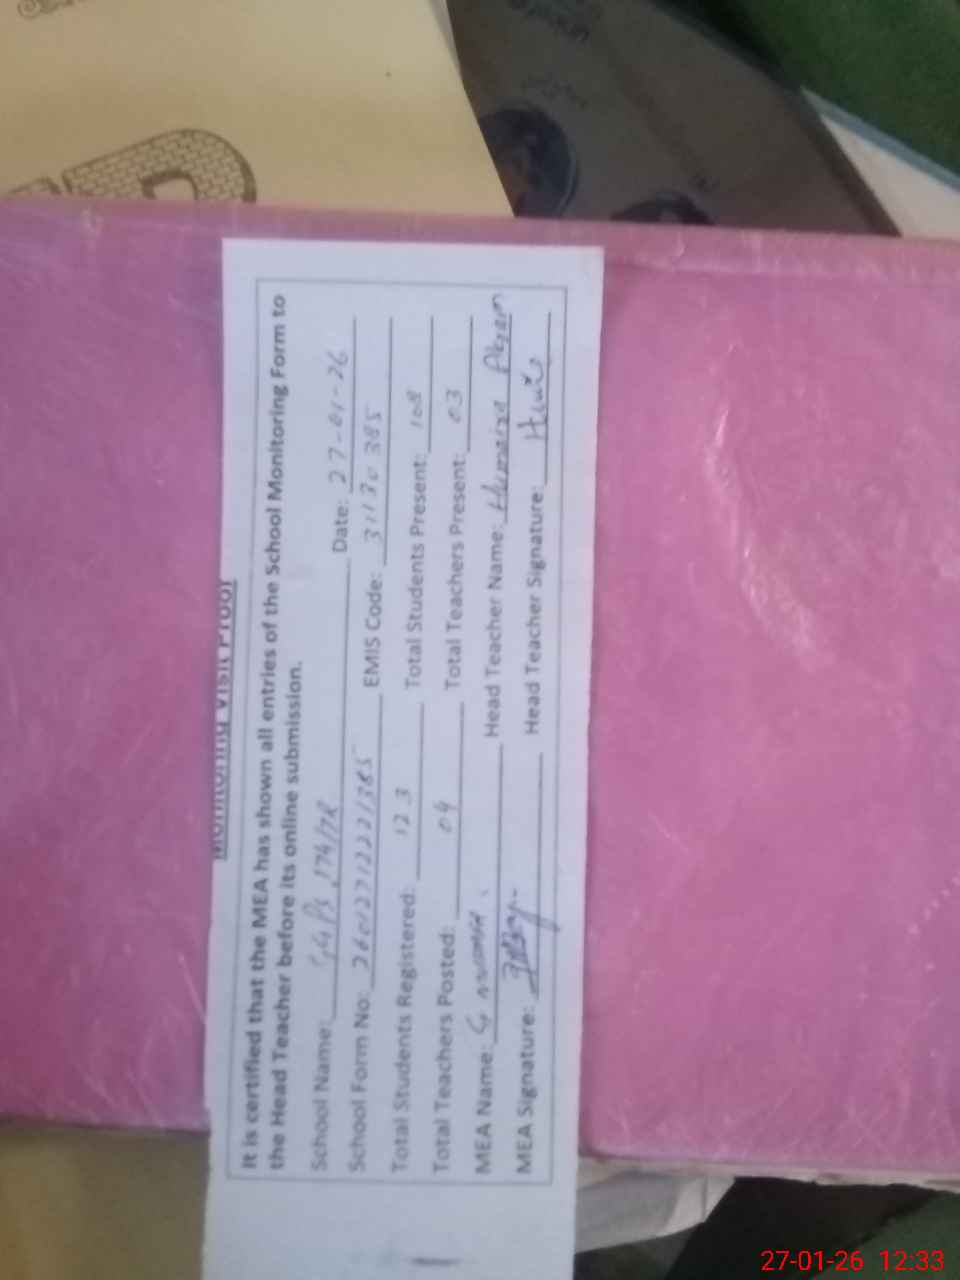 Monitoring Visit Proof
It is certified that the MEA has shown all entries of the School Monitoring Form to
the Head Teacher before its online submission.
School Name: GGPS 174/7R Date: 27-01-26
School Form No: 260127122221385 EMIS Code: 31130385
Total Students Registered: 123 Total Students Present: 108
Total Teachers Posted: 04 Total Teachers Present: 03
MEA Name: G Head Teacher Name: Humaira Akram
MEA Signature: Head Teacher Signature:
27-01-26 12:33